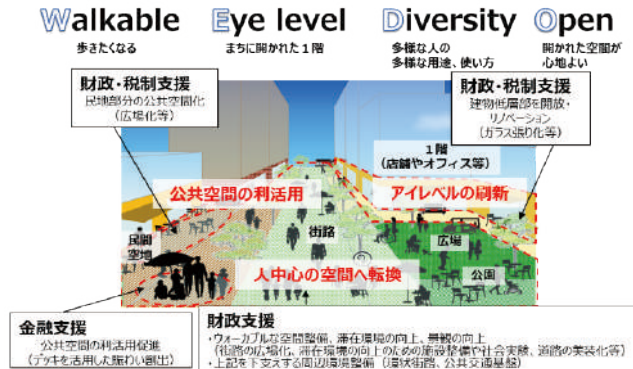 Walkable Eye level Diversity Open
歩きたくなる
まちに開かれた1階
多様な人の
多様な用途、使い方
開かれた空間が
心地よい
財政・税制支援
民地部分の公共空間化
(広場化等)
財政・税制支援
建物低層部を開放・
リノベーション
(ガラス張り化等)
1階
(店舗やオフィス等)
公共空間の利活用
アイレベルの刷新
民間
空地
街路
広場
公園
人中心の空間へ転換
金融支援
公共空間の利活用促進
(デッキを活用した賑わい創出)
財政支援
・ウォーカブルな空間整備、滞在環境の向上、景観の向上
(街路の広場化、滞在環境の向上のための施設整備や社会実験、道路の美装化等)
・上記を下支えする周辺環境整備(環状街路、公共交通基盤)